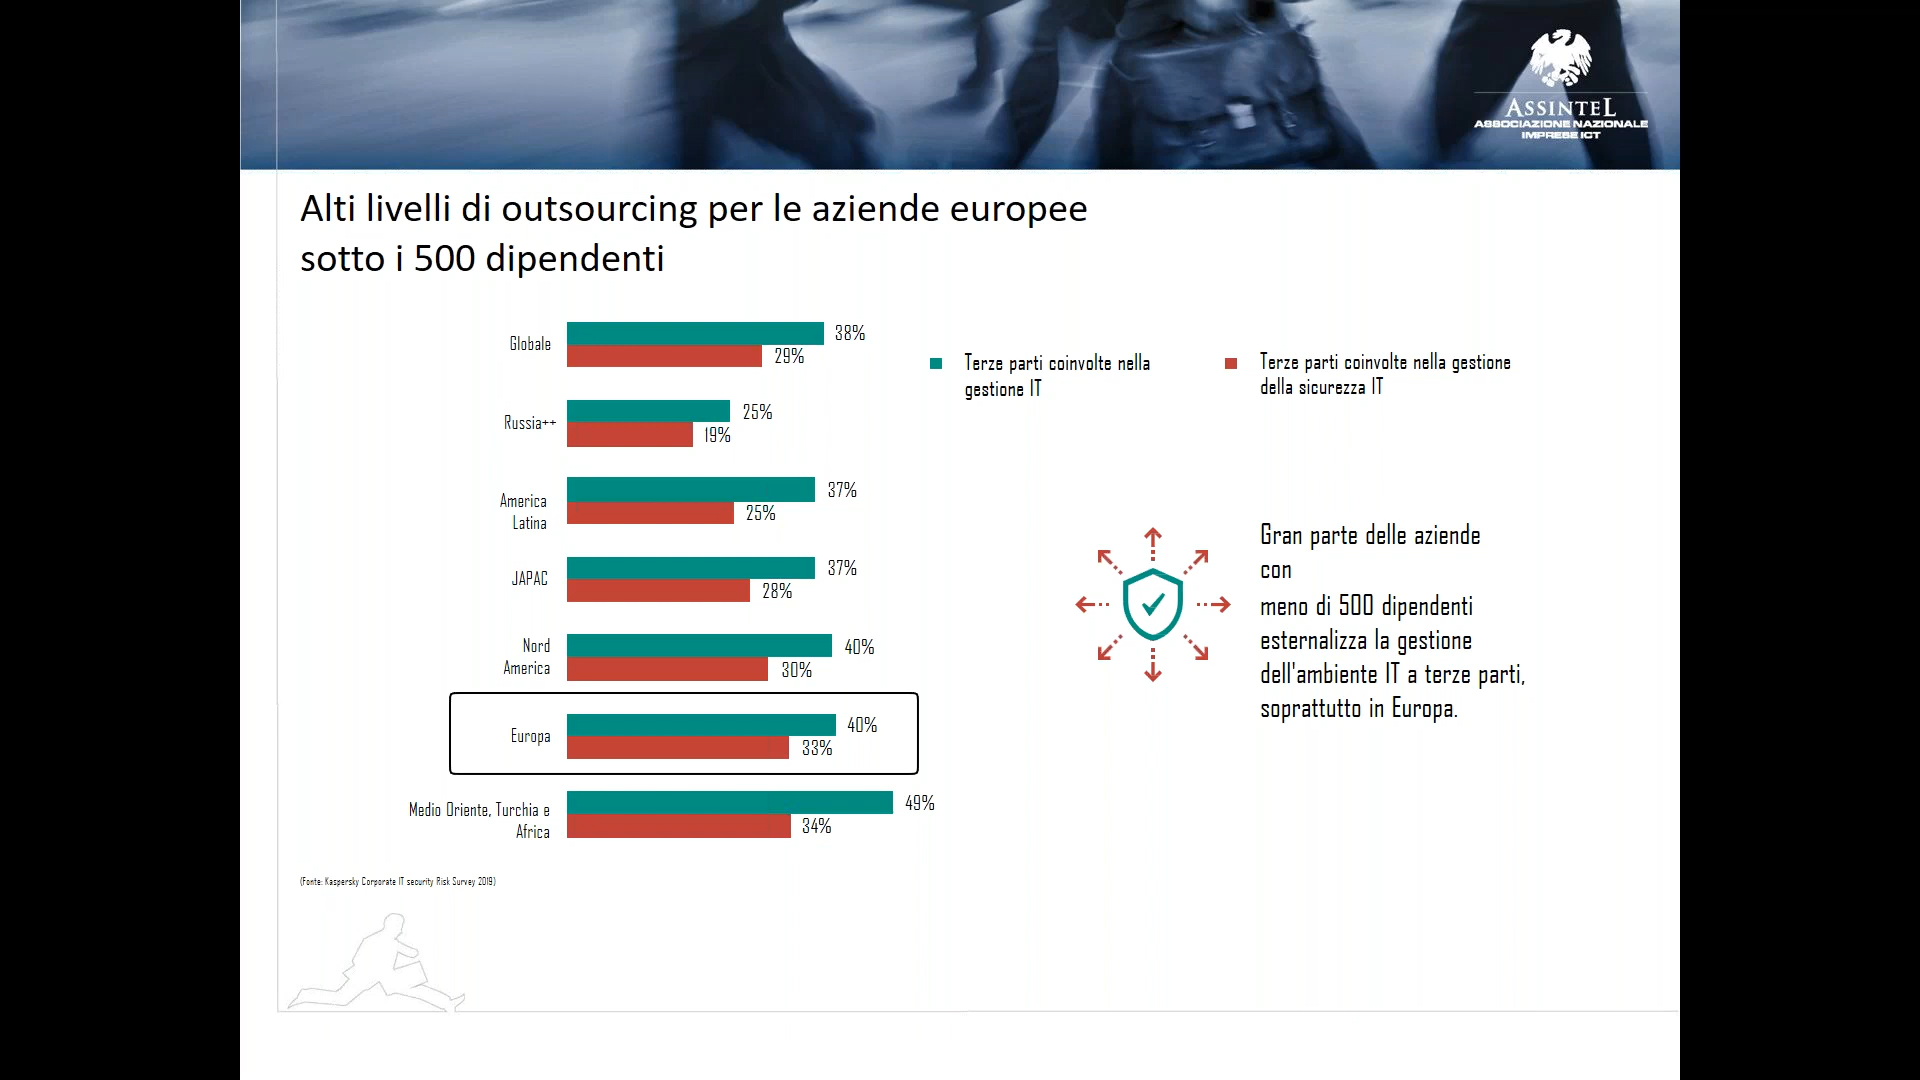 ASSINTEL
ASSOCIAZIONE NAZIONALE
IMPRESE ICT
Alti livelli di outsourcing per le aziende europee
sotto i 500 dipendenti
Globale
38%
29%
Russia++
25%
19%
America
Latina
37%
25%
JAPAC
37%
28%
Nord
America
40%
30%
Europa
40%
33%
Medio Oriente, Turchia e
Africa
49%
34%
Terze parti coinvolte nella
gestione IT
Terze parti coinvolte nella gestione
della sicurezza IT
Gran parte delle aziende
con
meno di 500 dipendenti
esternalizza la gestione
dell'ambiente IT a terze parti,
soprattutto in Europa.
(Fonte: Kaspersky Corporate IT security Risk Survey 2019)